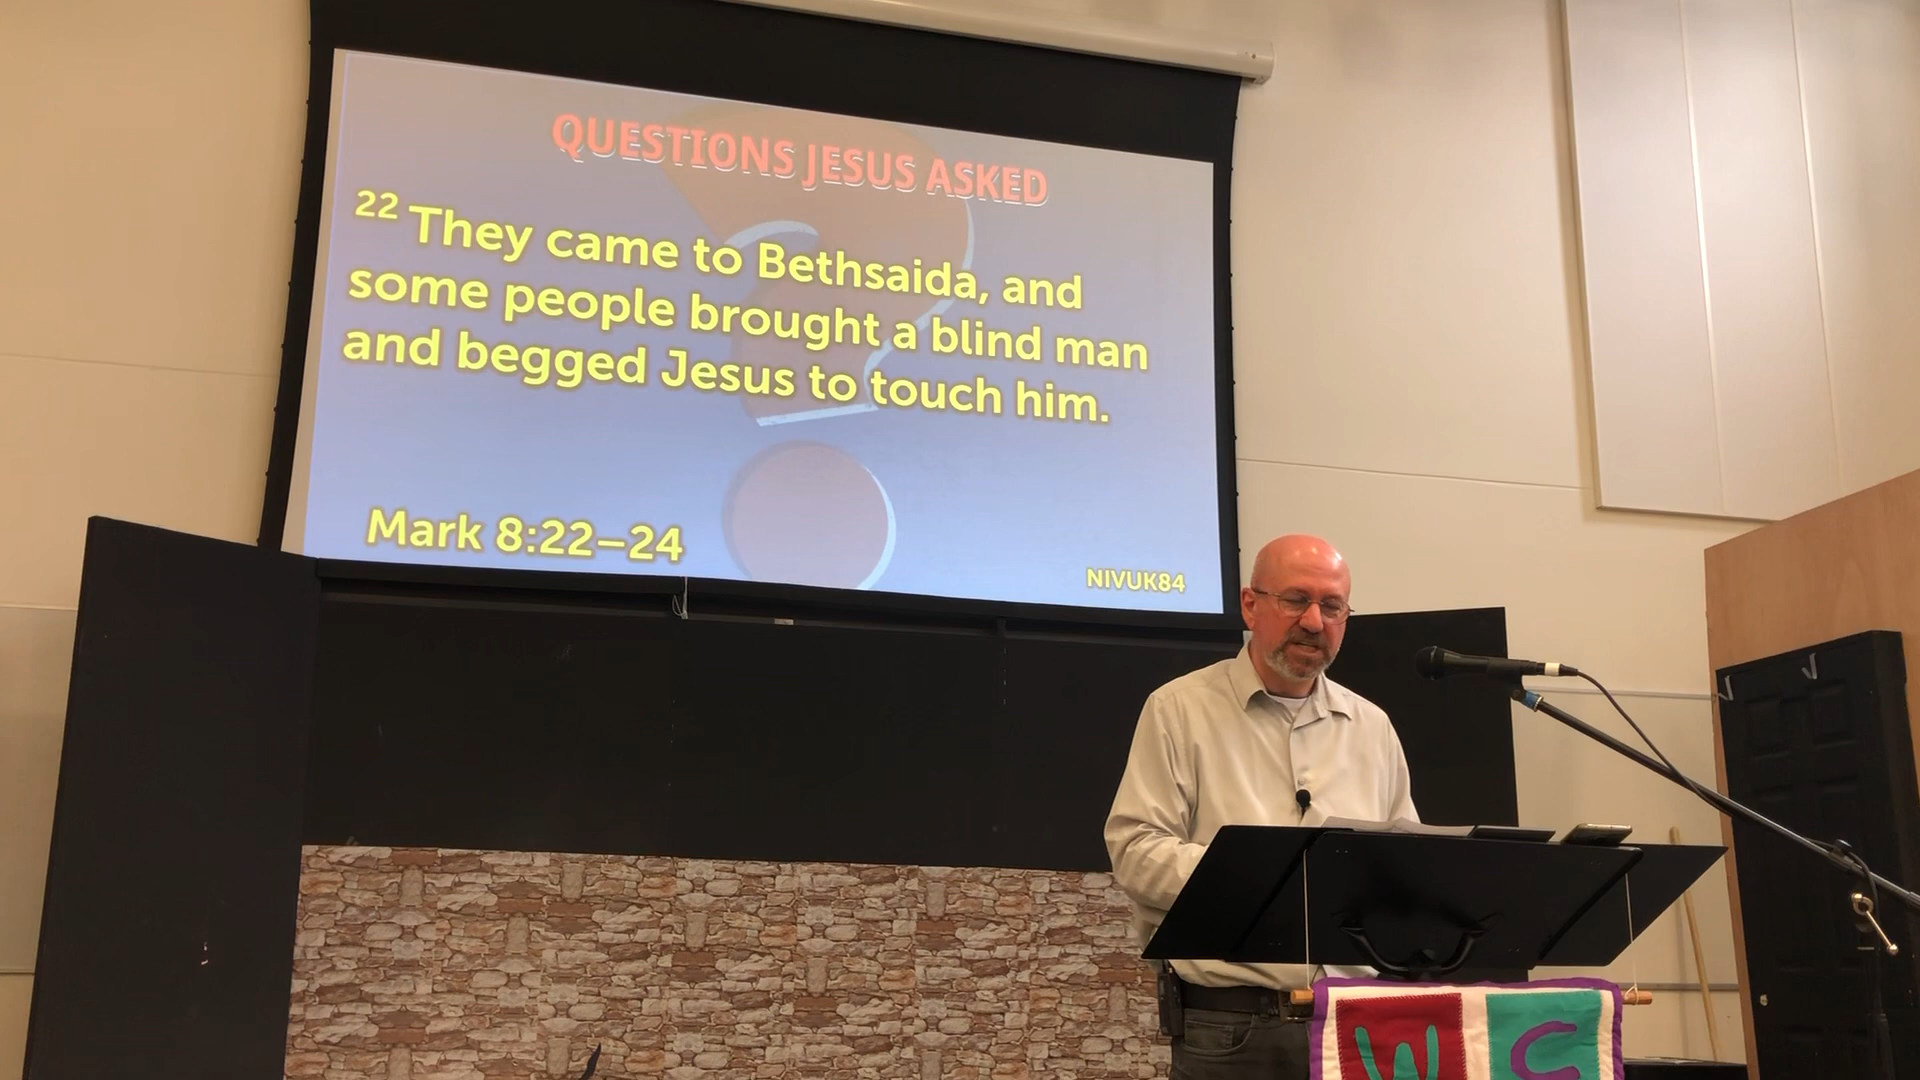 QUESTIONS JESUS ASKED
22 They came to Bethsaida, and
some people brought a blind man
and begged Jesus to touch him.
Mark 8:22–24
NIVUK84
W C